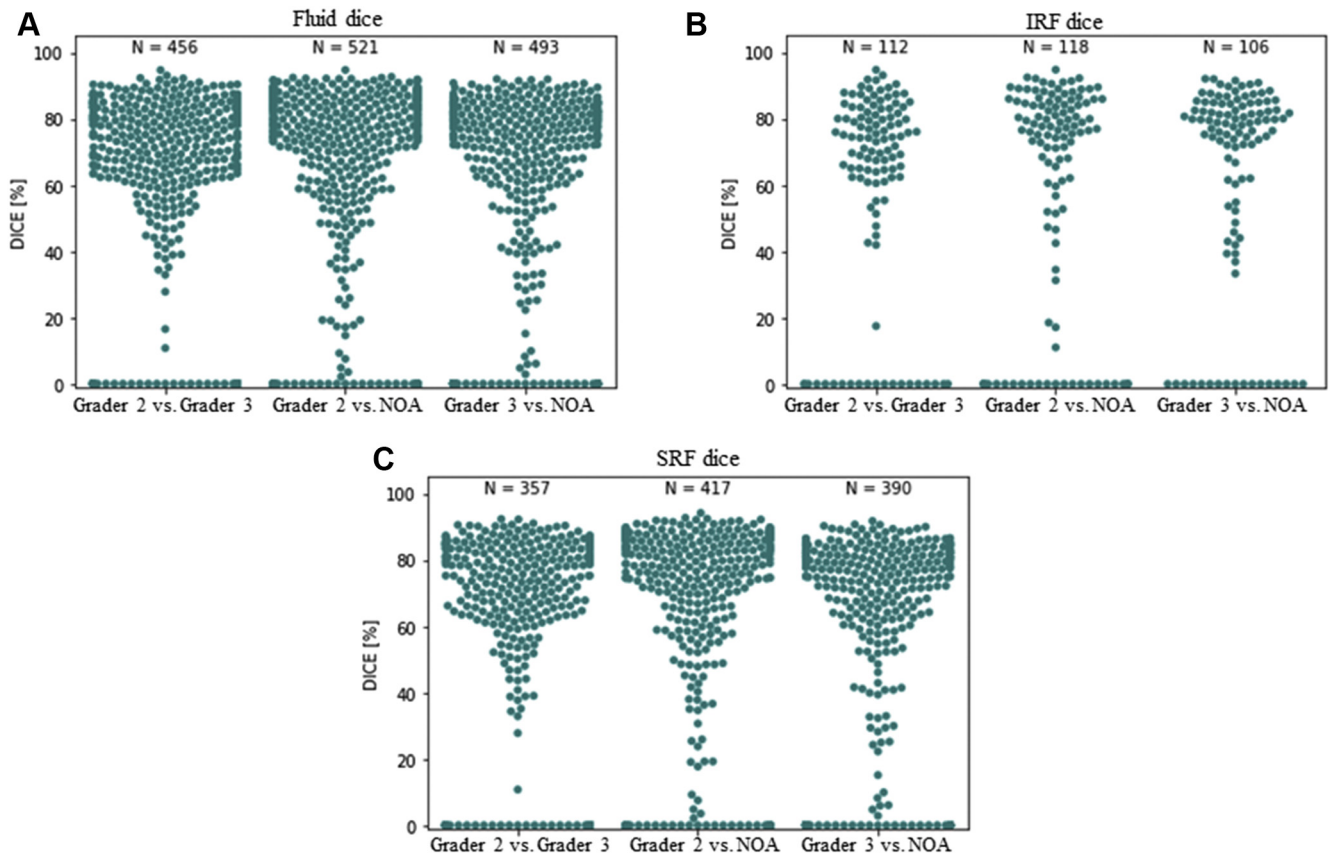 A
Fluid dice
N = 456 N = 521 N = 493
100
80
60
40
20
0
DICE [%]
Grader 2 vs. Grader 3 Grader 2 vs. NOA Grader 3 vs. NOA
B
IRF dice
N = 112 N = 118 N = 106
100
80
60
40
20
0
DICE [%]
Grader 2 vs. Grader 3 Grader 2 vs. NOA Grader 3 vs. NOA
C
SRF dice
N = 357 N = 417 N = 390
100
80
60
40
20
0
DICE [%]
Grader 2 vs. Grader 3 Grader 2 vs. NOA Grader 3 vs. NOA